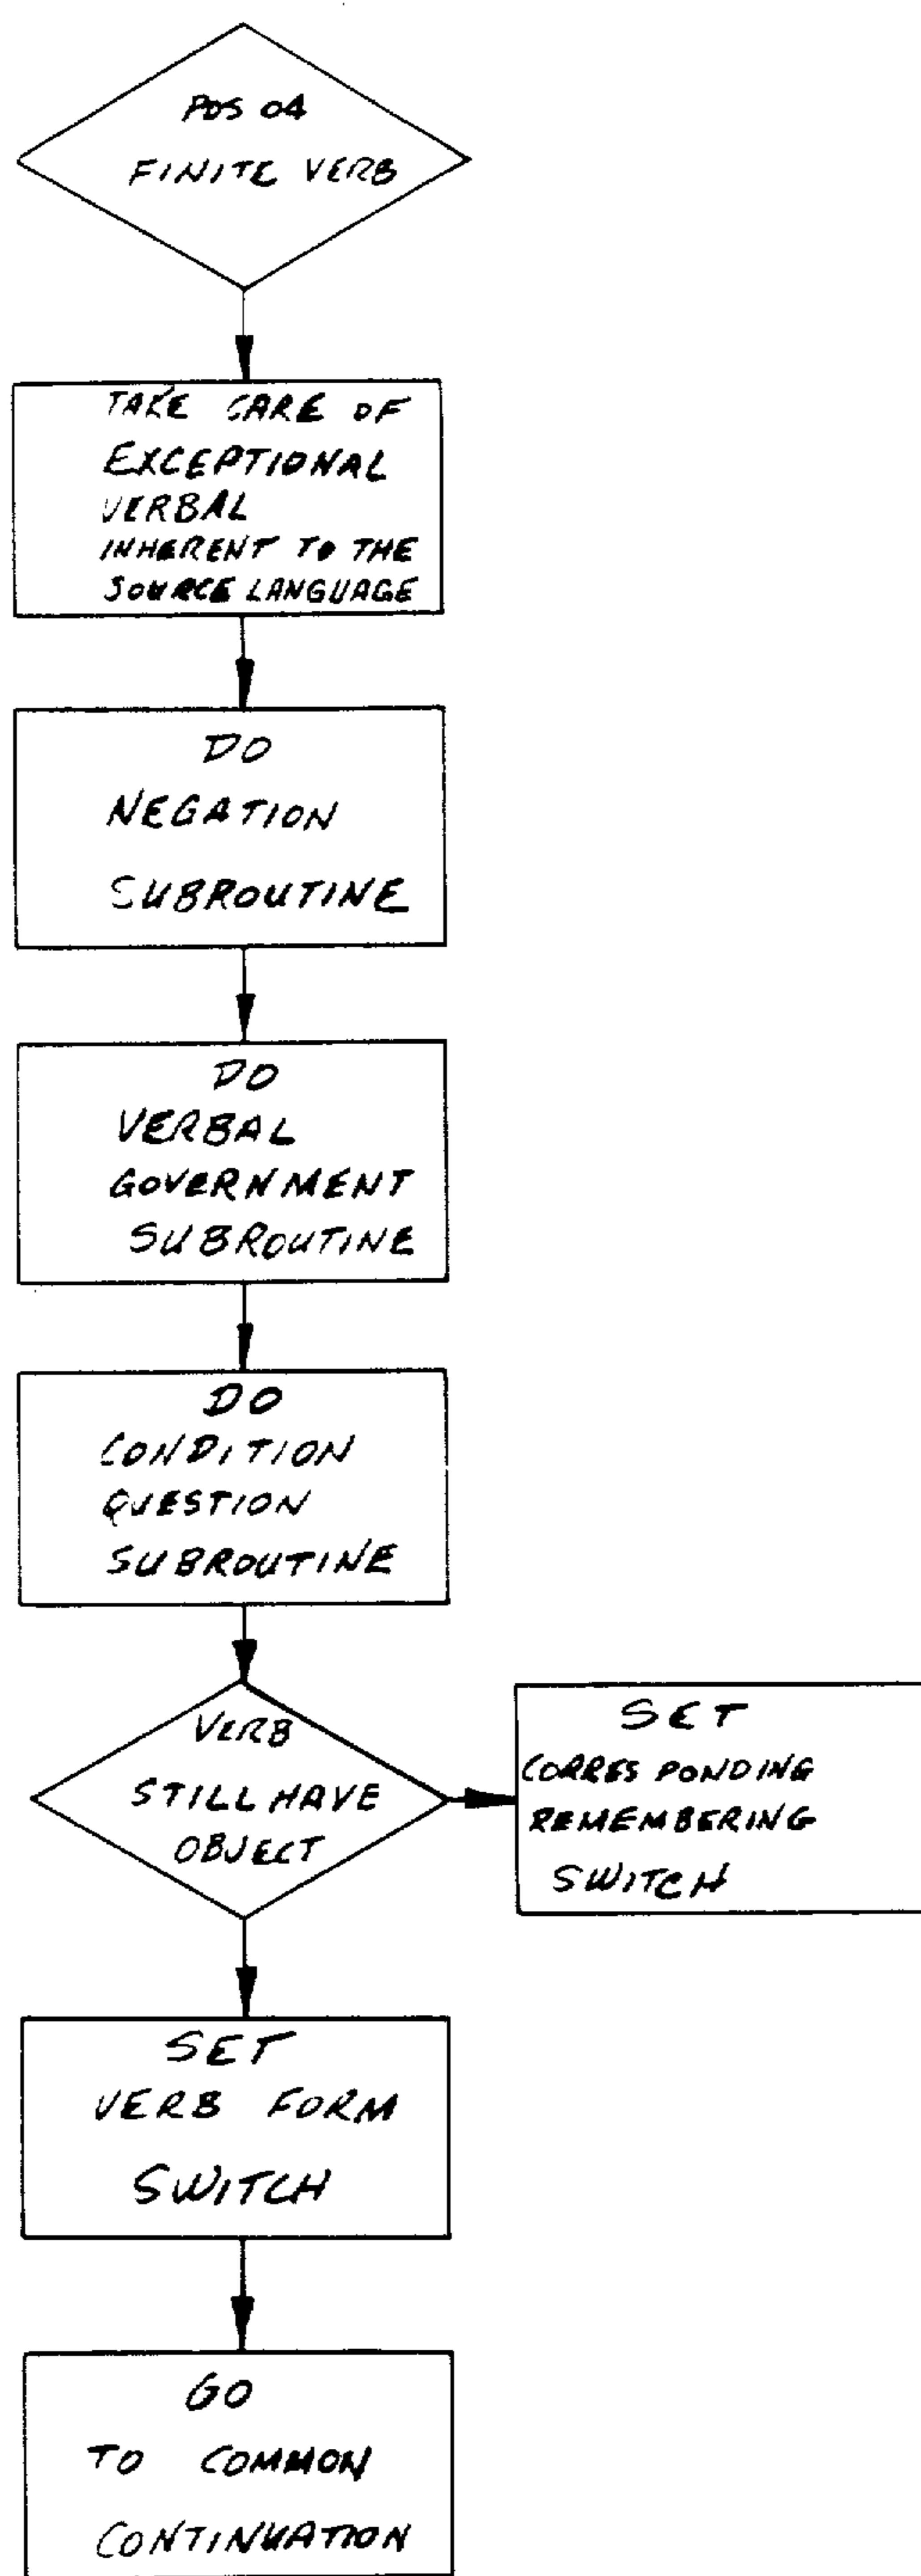 POS 04
FINITE VERB
TAKE CARE OF
EXCEPTIONAL
VERBAL
INHERENT TO THE
SOURCE LANGUAGE
DO
NEGATION
SUBROUTINE
DO
VERBAL
GOVERNMENT
SUBROUTINE
DO
CONDITION
QUESTION
SUBROUTINE
VERB
STILL HAVE
OBJECT
SET
CORRESPONDING
REMEMBERING
SWITCH
SET
VERB FORM
SWITCH
GO
TO COMMON
CONTINUATION